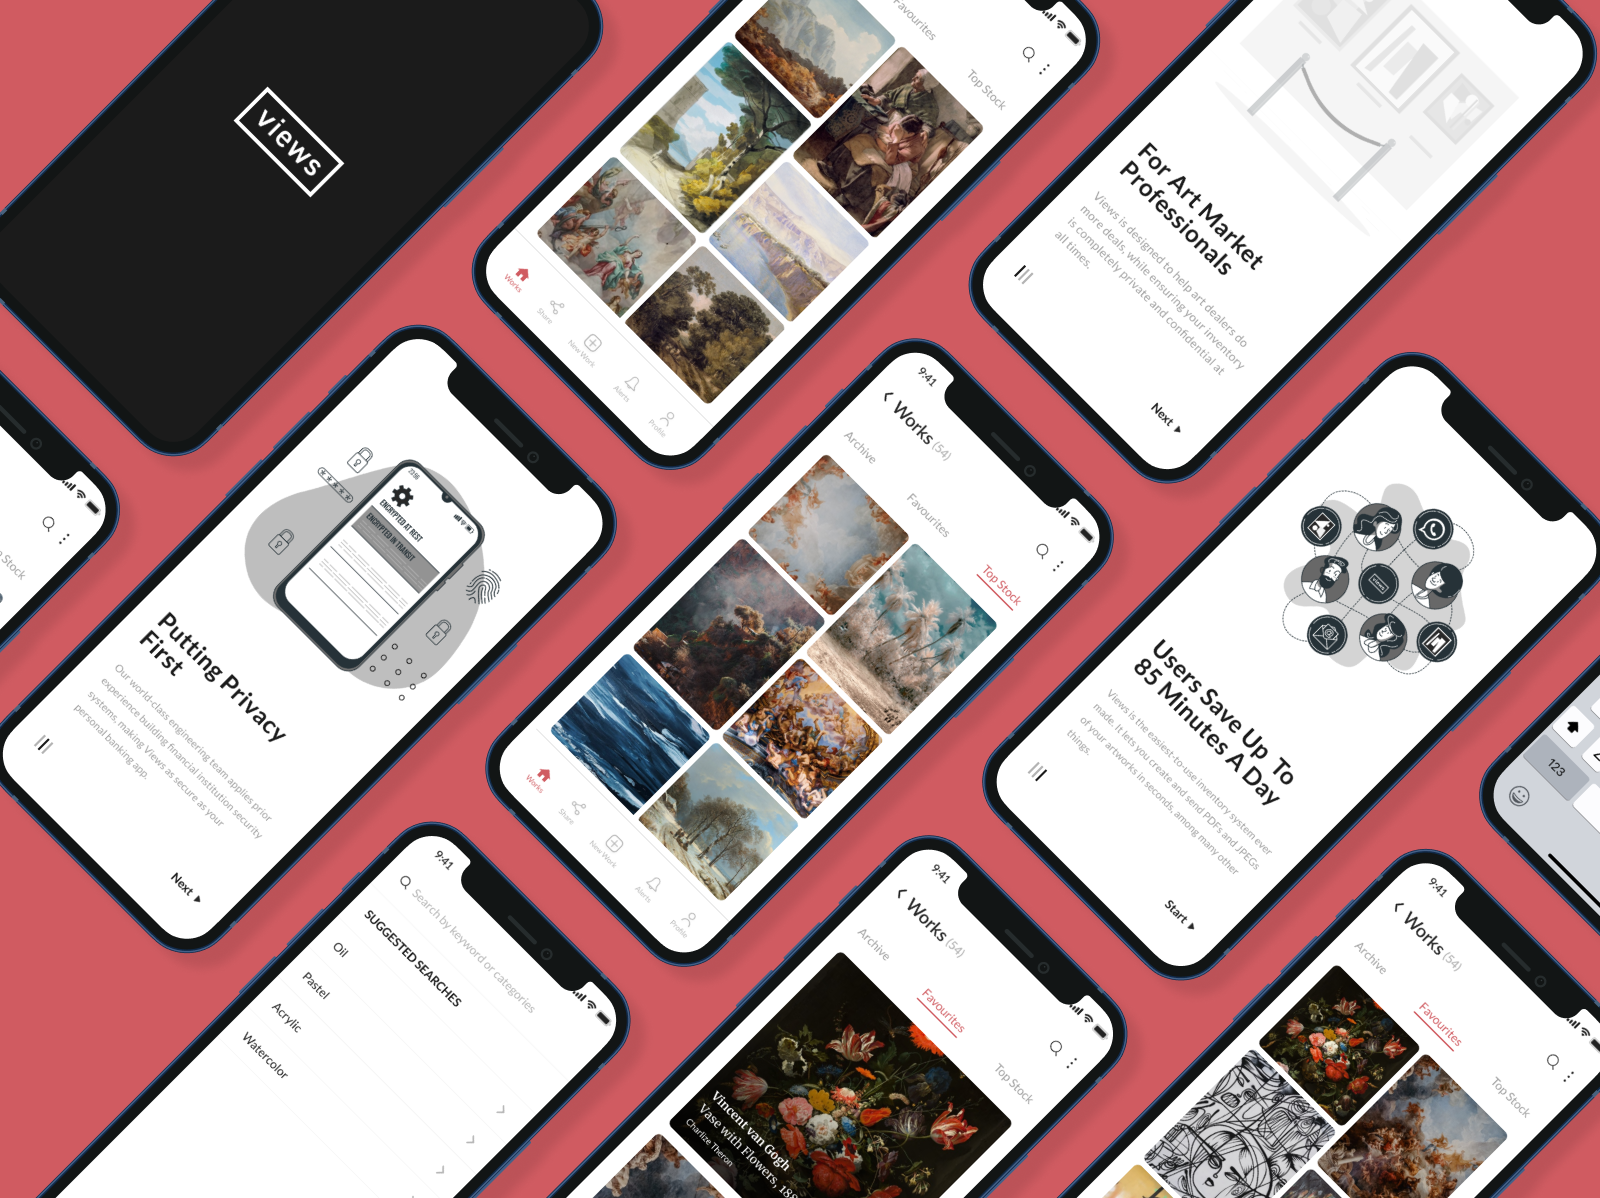 views
Favourites
Top Stock
Works
Share
New Work
Alerts
Profile
For Art Market
Professionals
Views is designed to help art dealers do
more deals, while ensuring your inventory
is completely private and confidential at
all times.
Next
Stock
23:06
ENCRYPTED AT REST
ENCRYPTED IN TRANSIT
Putting Privacy
First
Our world-class engineering team applies prior
experience building financial institution security
systems, making Views as secure as your
personal banking app.
Next
9:41
Works (54)
Archive
Favourites
Top Stock
Works
Share
New Work
Alerts
Profile
views
Users Save Up To
85 Minutes A Day
Views is the easiest-to-use inventory system ever
made. It lets you create and send PDFs and JPEGs
of your artworks in seconds, among many other
things.
Start
123
9:41
Search by keyword or categories
SUGGESTED SEARCHES
Oil
Pastel
Acrylic
Watercolor
9:41
Works (54)
Archive
Favourites
Top Stock
Vincent van Gogh
Vase with Flowers, 188
Charlize Theron
9:41
Works (54)
Archive
Favourites
Top Stock